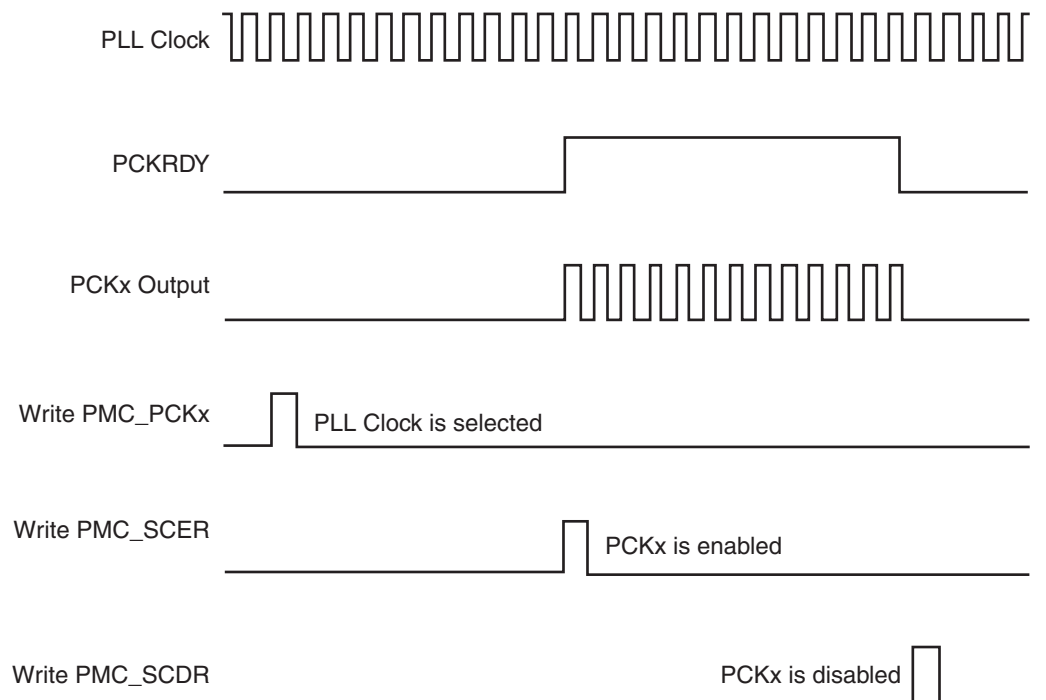 PLL Clock
PCKRDY
PCKx Output
Write PMC_PCKx
PLL Clock is selected
Write PMC_SCER
PCKx is enabled
Write PMC_SCDR
PCKx is disabled